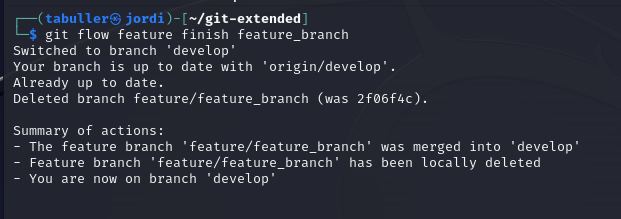 ┌──(tabuller㉿jordi)-[~/git-extended]
└─$ git flow feature finish feature_branch
Switched to branch 'develop'
Your branch is up to date with 'origin/develop'.
Already up to date.
Deleted branch feature/feature_branch (was 2f06f4c).

Summary of actions:
- The feature branch 'feature/feature_branch' was merged into 'develop'
- Feature branch 'feature/feature_branch' has been locally deleted
- You are now on branch 'develop'